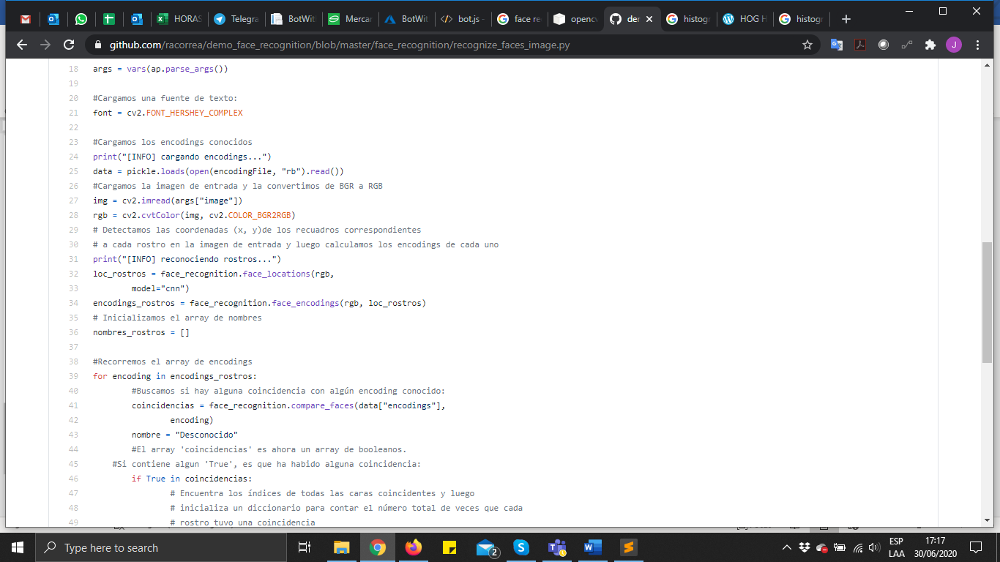 HORAS
Telegra
BotWit
Mercar
BotWit
bot.js -
face re
opencv
der
histogr
HOG H
histogr
github.com/racorrea/demo_face_recognition/blob/master/face_recognition/recognize_faces_image.py
J
18 args = vars(ap.parse_args())
19
20 #Cargamos una fuente de texto:
21 font = cv2.FONT_HERSHEY_COMPLEX
22
23 #Cargamos los encodings conocidos
24 print("[INFO] cargando encodings...")
25 data = pickle.loads(open(encodingFile, "rb").read())
26 #Cargamos la imagen de entrada y la convertimos de BGR a RGB
27 img = cv2.imread(args["image"])
28 rgb = cv2.cvtColor(img, cv2.COLOR_BGR2RGB)
29 # Detectamos las coordenadas (x, y)de los recuadros correspondientes
30 # a cada rostro en la imagen de entrada y luego calculamos los encodings de cada uno
31 print("[INFO] reconociendo rostros...")
32 loc_rostros = face_recognition.face_locations(rgb,
33 model="cnn")
34 encodings_rostros = face_recognition.face_encodings(rgb, loc_rostros)
35 # Inicializamos el array de nombres
36 nombres_rostros = []
37
38 #Recorremos el array de encodings
39 for encoding in encodings_rostros:
40 #Buscamos si hay alguna coincidencia con algún encoding conocido:
41 coincidencias = face_recognition.compare_faces(data["encodings"],
42 encoding)
43 nombre = "Desconocido"
44 #El array 'coincidencias' es ahora un array de booleanos.
45 #Si contiene algun 'True', es que ha habido alguna coincidencia:
46 if True in coincidencias:
47 # Encuentra los índices de todas las caras coincidentes y luego
48 # inicializa un diccionario para contar el número total de veces que cada
49 # rostro tuvo una coincidencia
Type here to search
2
ESP
LAA
17:17
30/06/2020